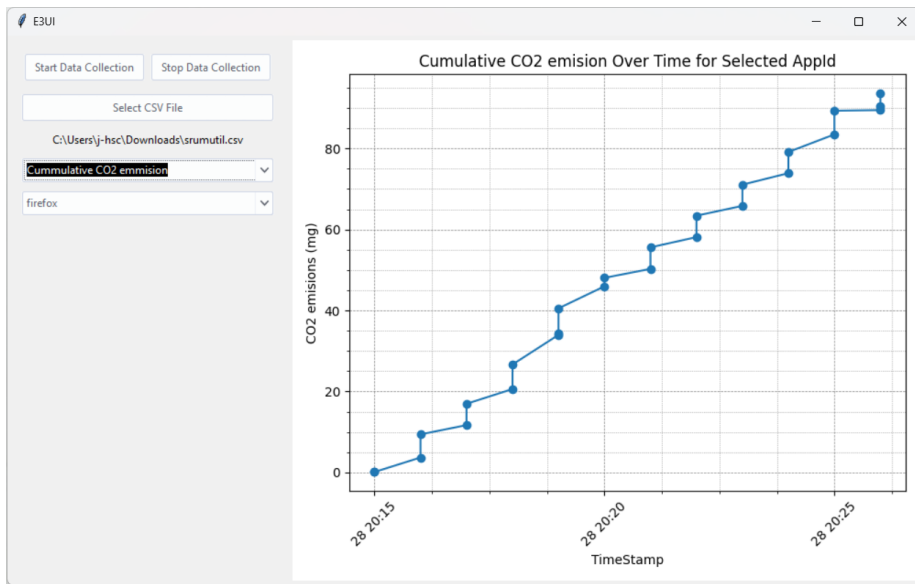 E3UI
Start Data Collection
Stop Data Collection
Select CSV File
C:\Users\j-hsc\Downloads\srumutil.csv
Cummulative CO2 emmision
firefox
Cumulative CO2 emision Over Time for Selected AppId
CO2 emisions (mg)
80
60
40
20
0
28 20:15
28 20:20
28 20:25
TimeStamp